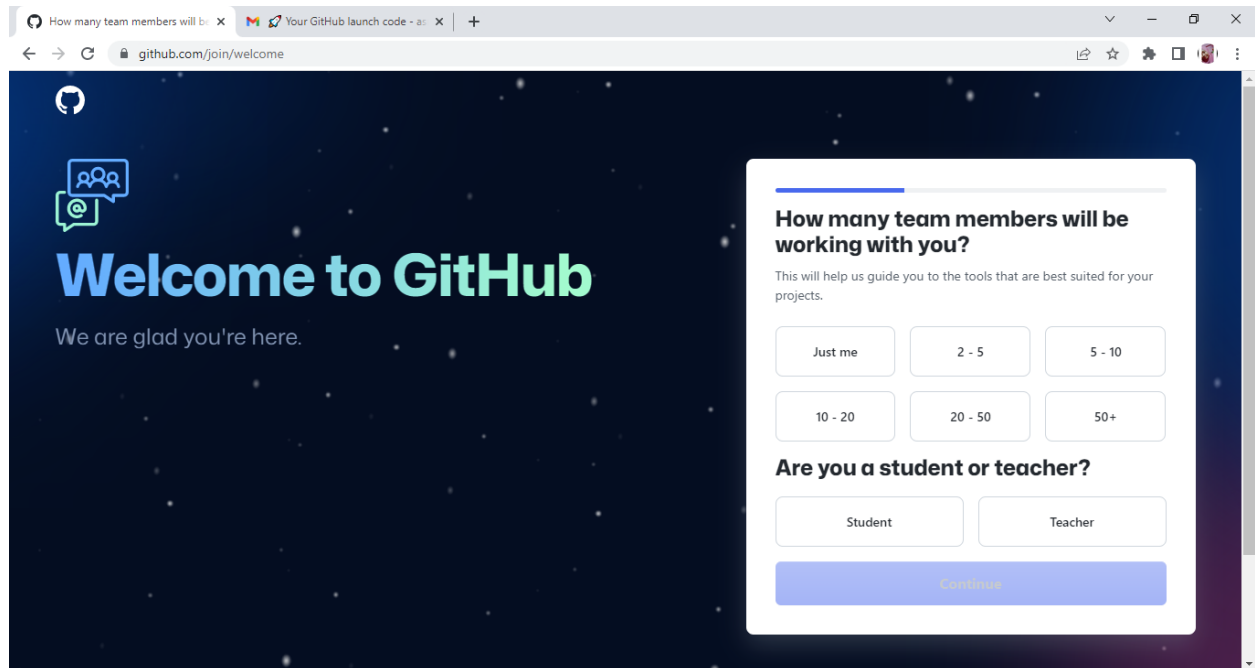 How many team members will be
Your GitHub launch code - as
github.com/join/welcome
@
Welcome to GitHub
We are glad you're here.
How many team members will be
working with you?
This will help us guide you to the tools that are best suited for your
projects.
Just me 2 - 5 5 - 10
10 - 20 20 - 50 50+
Are you a student or teacher?
Student Teacher
Continue